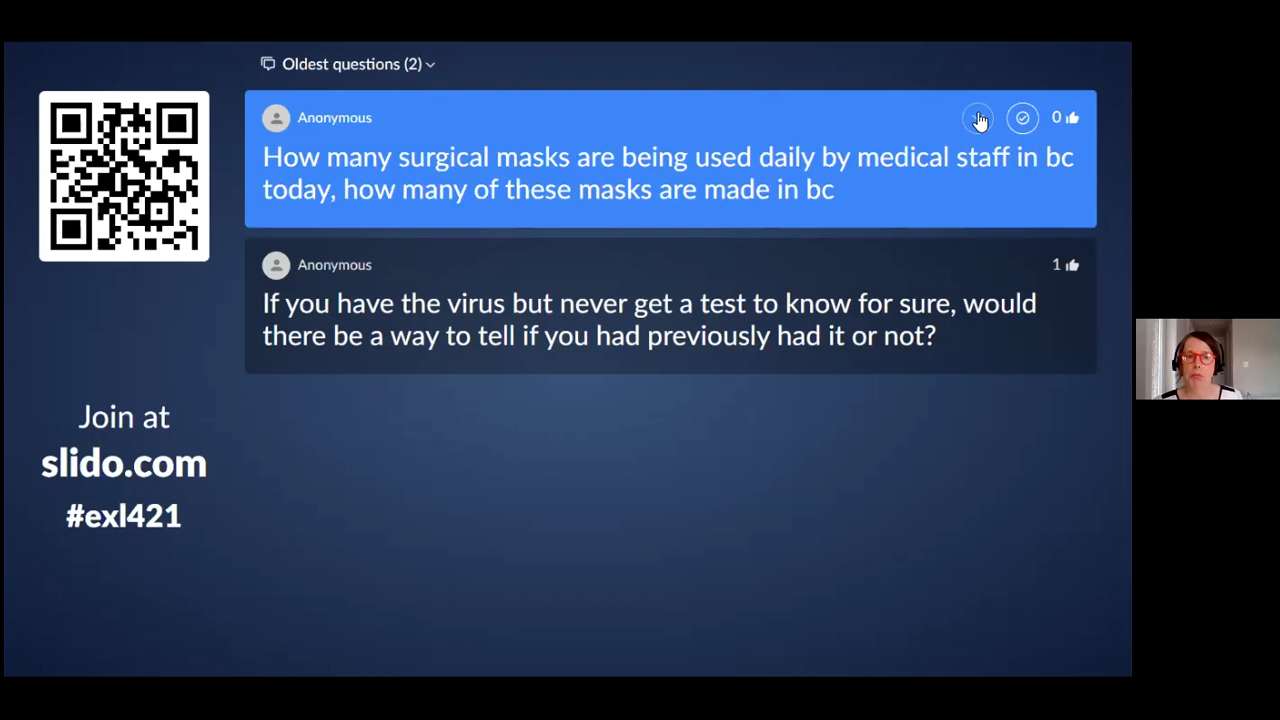 Oldest questions (2)
Anonymous
0
How many surgical masks are being used daily by medical staff in bc
today, how many of these masks are made in bc
Anonymous
1
If you have the virus but never get a test to know for sure, would
there be a way to tell if you had previously had it or not?
Join at
slido.com
#exl421